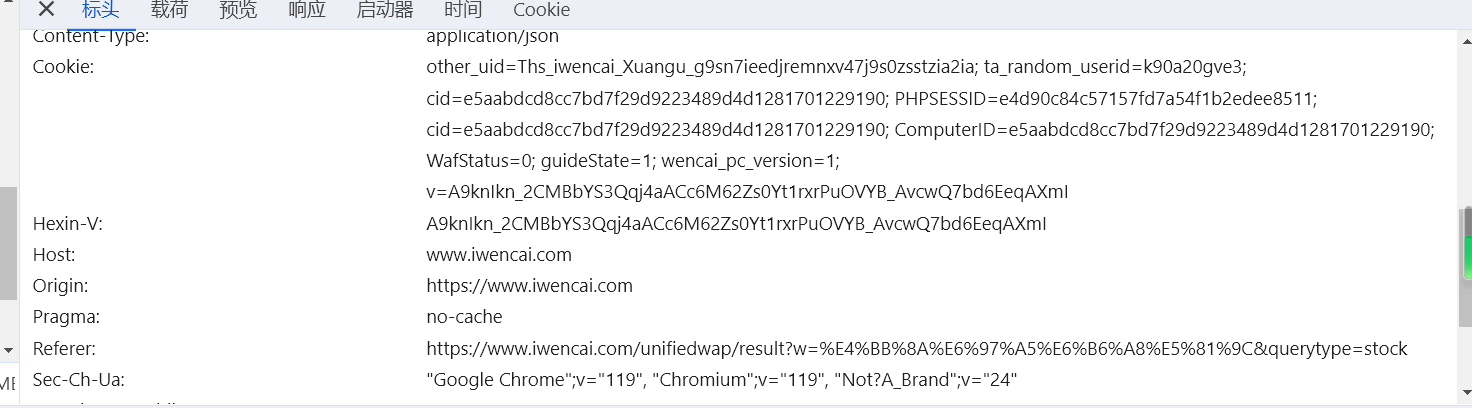 标头 载荷 预览 响应 启动器 时间 Cookie
Content-Type: application/json
Cookie: other_uid=Ths_iwencai_Xuangu_g9sn7ieedjremnxv47j9s0zsstzia2ia; ta_random_userid=k90a20gve3;
cid=e5aabdcd8cc7bd7f29d9223489d4d1281701229190; PHPSESSID=e4d90c84c57157fd7a54f1b2edee8511;
cid=e5aabdcd8cc7bd7f29d9223489d4d1281701229190; ComputerID=e5aabdcd8cc7bd7f29d9223489d4d1281701229190;
WafStatus=0; guideState=1; wencai_pc_version=1;
v=A9knIkn_2CMBbYS3Qqj4aACc6M62Zs0Yt1rxrPuOVYB_AvcwQ7bd6EeqAXmI
Hexin-V: A9knIkn_2CMBbYS3Qqj4aACc6M62Zs0Yt1rxrPuOVYB_AvcwQ7bd6EeqAXmI
Host: www.iwencai.com
Origin: https://www.iwencai.com
Pragma: no-cache
Referer: https://www.iwencai.com/unifiedwap/result?w=%E4%BB%8A%E6%97%A5%E6%B6%A8%E5%81%9C&querytype=stock
Sec-Ch-Ua: "Google Chrome";v="119", "Chromium";v="119", "Not?A_Brand";v="24"